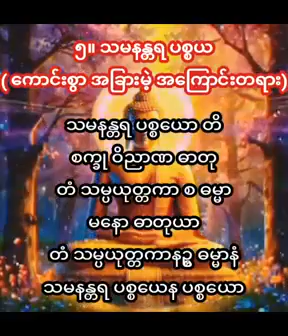 ၅။ သမနန္တရပစ္စယ
( ကောင်းစွာ အခြားမဲ့ အကြောင်းတရား)
သမနန္တရ ပစ္စယော တိ
စက္ခု ဝိညာဏ ဓာတု
တံ သမ္ပယုတ္တကာ စ ဓမ္မာ
မနော ဓာတုယာ
တံ သမ္ပယုတ္တကာနဉ္စ ဓမ္မာနံ
သမနန္တရ ပစ္စယေန ပစ္စယော